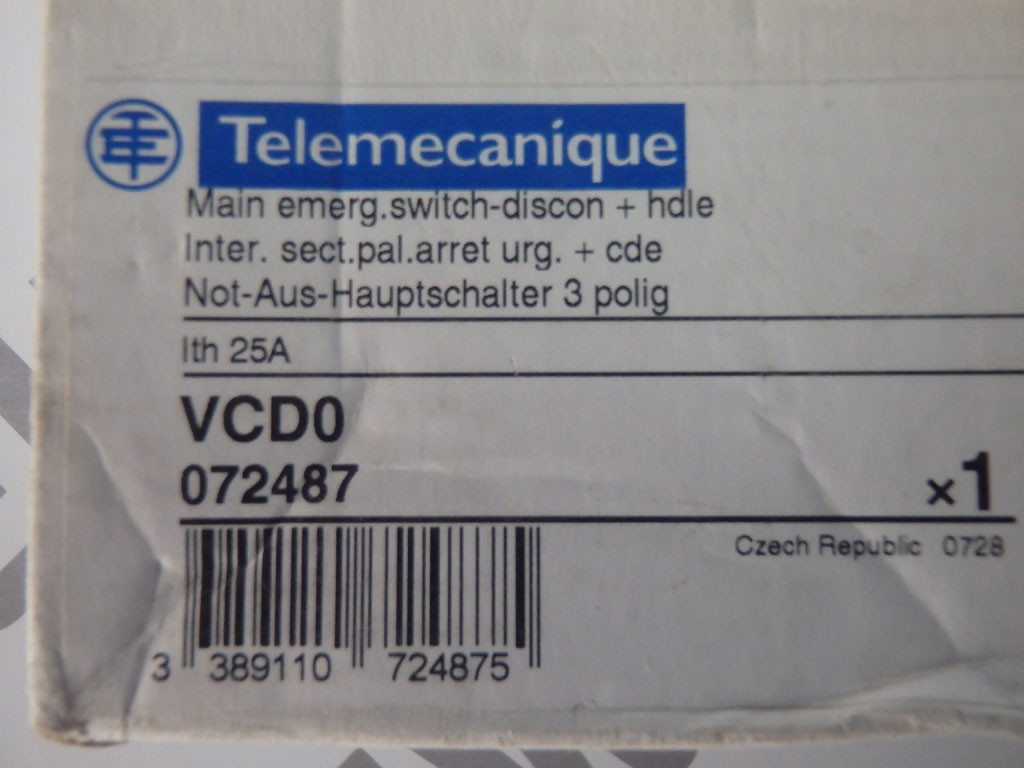 Telemecanique
Main emerg.switch-discon + hdle
Inter. sect.pal.arret urg. + cde
Not-Aus-Hauptschalter 3 polig
Ith 25A
VCD0
072487
x1
Czech Republic 0728
3 389110 724875